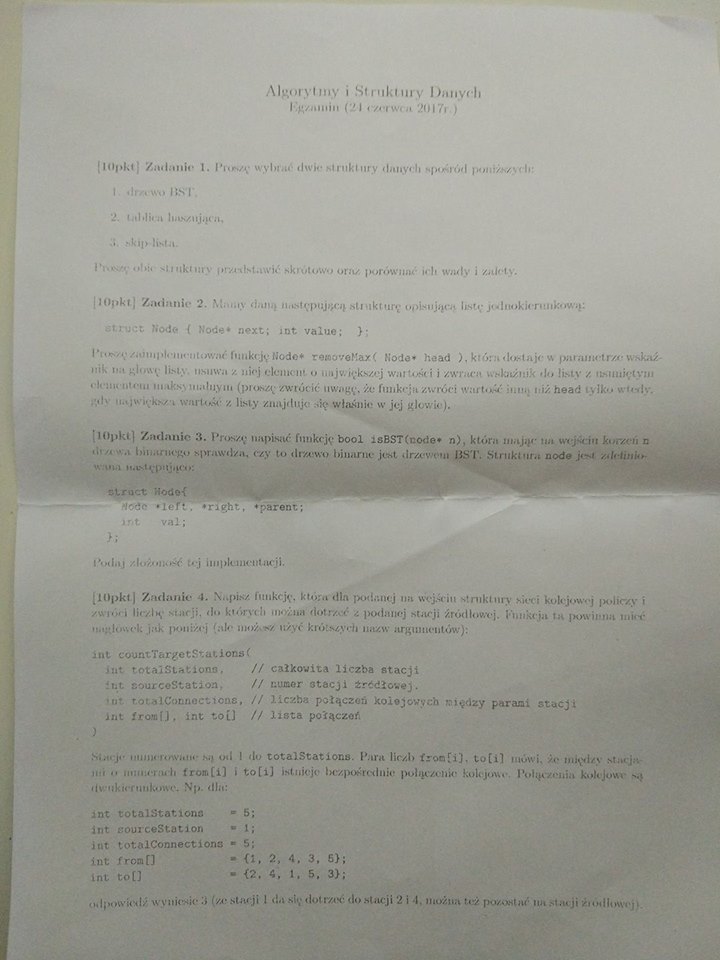 Algorytmy i Struktury Danych
Egzamin (24 czerwca 2017r.)
[10pkt] Zadanie 1. Proszę wybrać dwie struktury danych spośród poniższych:
1. drzewo BST,
2. tablica haszująca,
3. skip-lista.
Proszę obie struktury przedstawić skrótowo oraz porównać ich wady i zalety.
[10pkt] Zadanie 2. Mamy daną następującą strukturę opisującą listę jednokierunkową:
struct Node { Node* next; int value; };
Proszę zaimplementować funkcję Node* removeMax( Node* head ), która dostaje w parametrze wskaź-
nik na głowę listy, usuwa z niej element o największej wartości i zwraca wskaźnik do listy z usuniętym
elementem maksymalnym (proszę zwrócić uwagę, że funkcja zwróci wartość inną niż head tylko wtedy,
gdy największa wartość z listy znajduje się właśnie w jej głowie).
[10pkt] Zadanie 3. Proszę napisać funkcję bool isBST(node* n), która mając na wejściu korzeń n
drzewa binarnego sprawdza, czy to drzewo binarne jest drzewem BST. Struktura node jest zdefinio-
wana następująco:
struct Node{
Node *left, *right, *parent;
int val;
};
Podaj złożoność tej implementacji.
[10pkt] Zadanie 4. Napisz funkcję, która dla podanej na wejściu struktury sieci kolejowej policzy i
zwróci liczbę stacji, do których można dotrzeć z podanej stacji źródłowej. Funkcja ta powinna mieć
nagłówek jak poniżej (ale możesz użyć krótszych nazw argumentów):
int countTargetStations(
int totalStations, // całkowita liczba stacji
int sourceStation, // numer stacji źródłowej.
int totalConnections, // liczba połączeń kolejowych między parami stacji
int from[], int to[] // lista połączeń
)
Stacje numerowane są od 1 do totalStations. Para liczb from[i], to[i] mówi, że między stacja-
mi o numerach from[i] i to[i] istnieje bezpośrednie połączenie kolejowe. Połączenia kolejowe są
dwukierunkowe. Np. dla:
int totalStations = 5;
int sourceStation = 1;
int totalConnections = 5;
int from[] = {1, 2, 4, 3, 5};
int to[] = {2, 4, 1, 5, 3};
odpowiedź wyniesie 3 (ze stacji 1 da się dotrzeć do stacji 2 i 4, można też pozostać na stacji źródłowej).